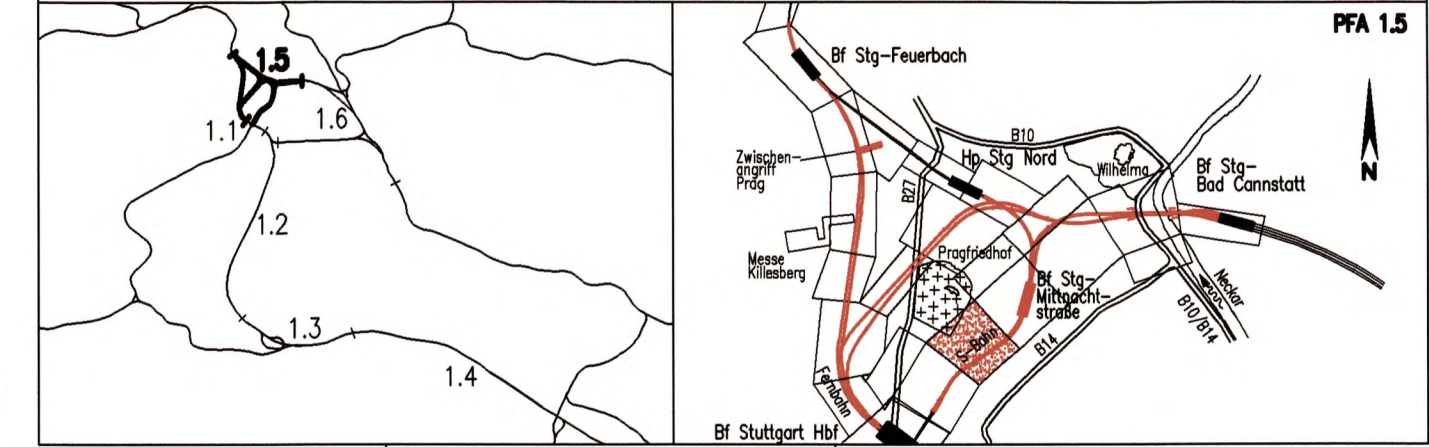 1.5
1.1
1.6
1.2
1.3
1.4
PFA 1.5
Bf Stg-Feuerbach
B10
Zwischen-
angriff
Prag
Hp Stg Nord
Wilhelma
Bf Stg-
Bad Cannstatt
N
B27
Messe
Killesberg
Pragfriedhof
Bf Stg-
Mittnacht-
straße
Neckar
B10/B14
S-Bahn
B14
Fernbahn
Bf Stuttgart Hbf